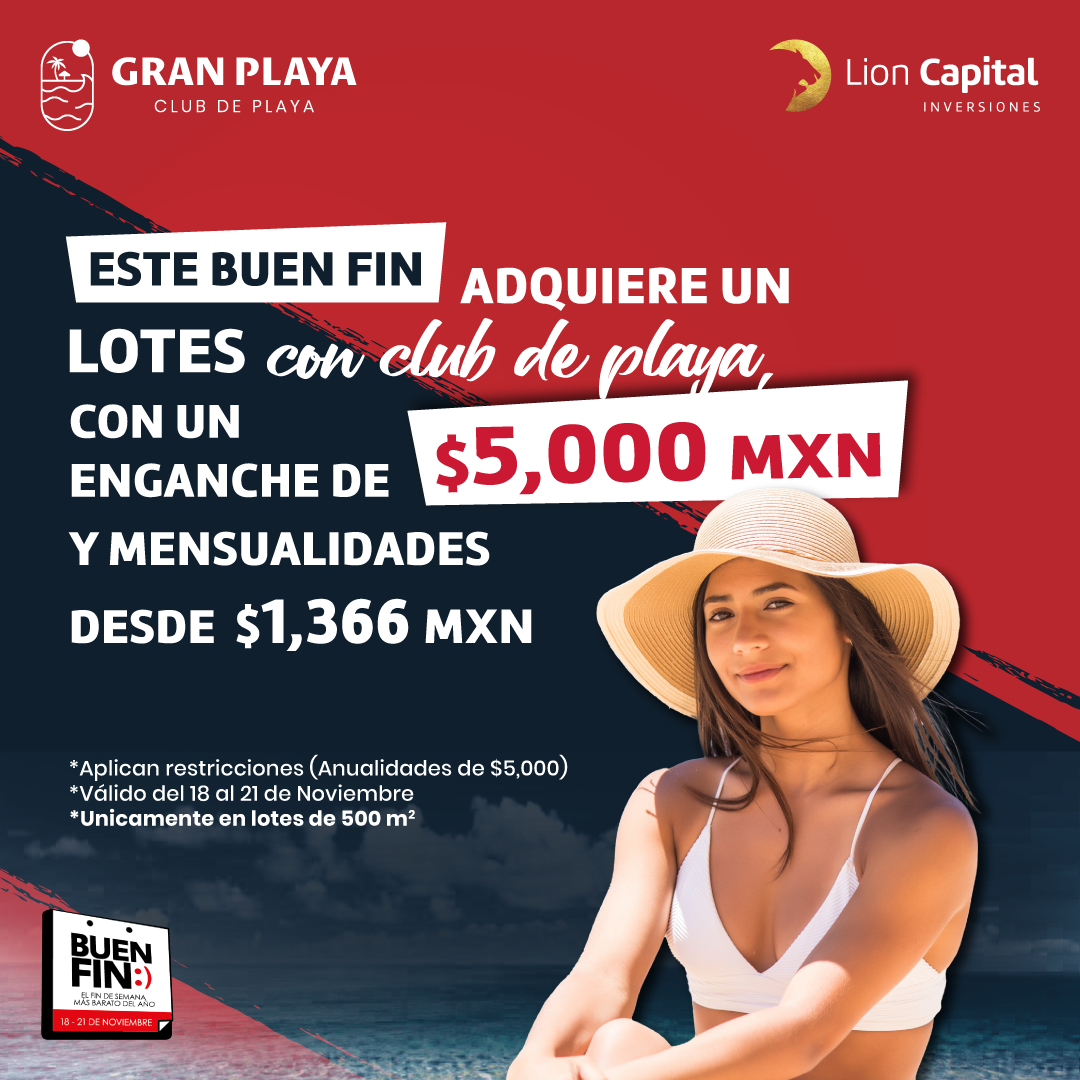 GRAN PLAYA
CLUB DE PLAYA
Lion Capital
INVERSIONES
ESTE BUEN FIN ADQUIERE UN
LOTES con club de playa,
CON UN
ENGANCHE DE $5,000 MXN
Y MENSUALIDADES
DESDE $1,366 MXN
*Aplican restricciones (Anualidades de $5,000)
*Válido del 18 al 21 de Noviembre
*Unicamente en lotes de 500 m²
BUEN
FIN:)
EL FIN DE SEMANA
MÁS BARATO DEL AÑO
18 - 21 DE NOVIEMBRE